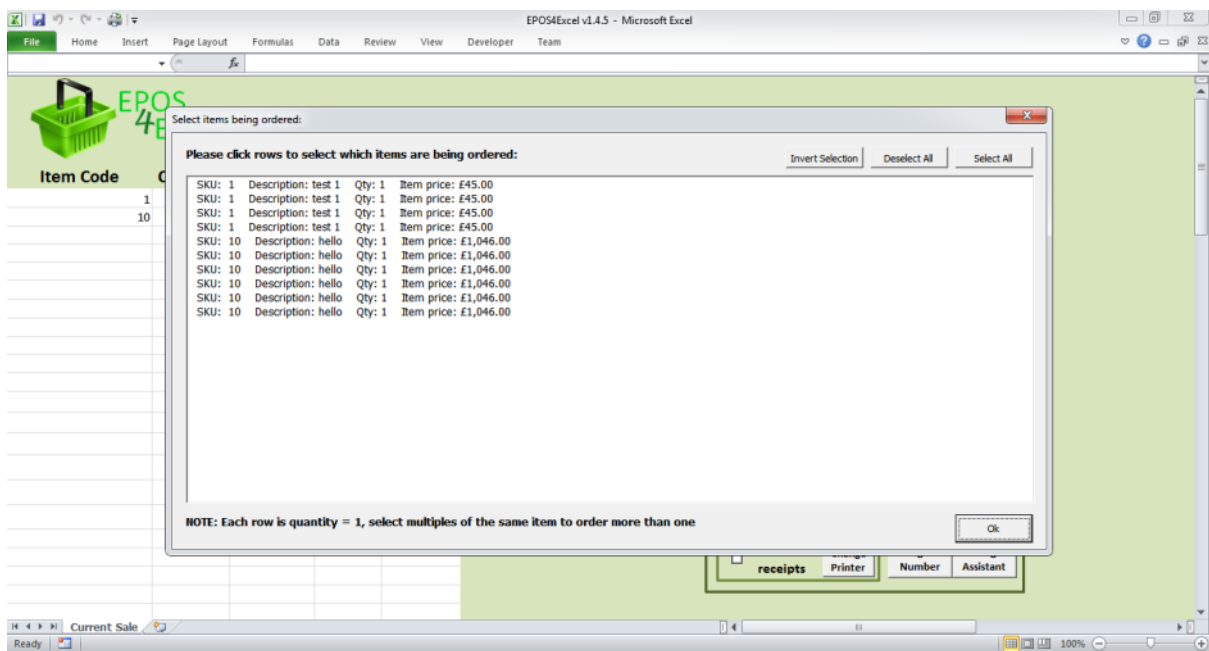 EPOS4Excel v1.4.5 - Microsoft Excel
File Home Insert Page Layout Formulas Data Review View Developer Team
fx
EPOS
4E
Select items being ordered:
Please click rows to select which items are being ordered:
Invert Selection Deselect All Select All
Item Code
SKU: 1 Description: test 1 Qty: 1 Item price: £45.00
SKU: 1 Description: test 1 Qty: 1 Item price: £45.00
SKU: 1 Description: test 1 Qty: 1 Item price: £45.00
SKU: 1 Description: test 1 Qty: 1 Item price: £45.00
SKU: 10 Description: hello Qty: 1 Item price: £1,046.00
SKU: 10 Description: hello Qty: 1 Item price: £1,046.00
SKU: 10 Description: hello Qty: 1 Item price: £1,046.00
SKU: 10 Description: hello Qty: 1 Item price: £1,046.00
SKU: 10 Description: hello Qty: 1 Item price: £1,046.00
SKU: 10 Description: hello Qty: 1 Item price: £1,046.00
1
10
NOTE: Each row is quantity = 1, select multiples of the same item to order more than one
Ok
receipts Printer Number Assistant
Current Sale
Ready 100%